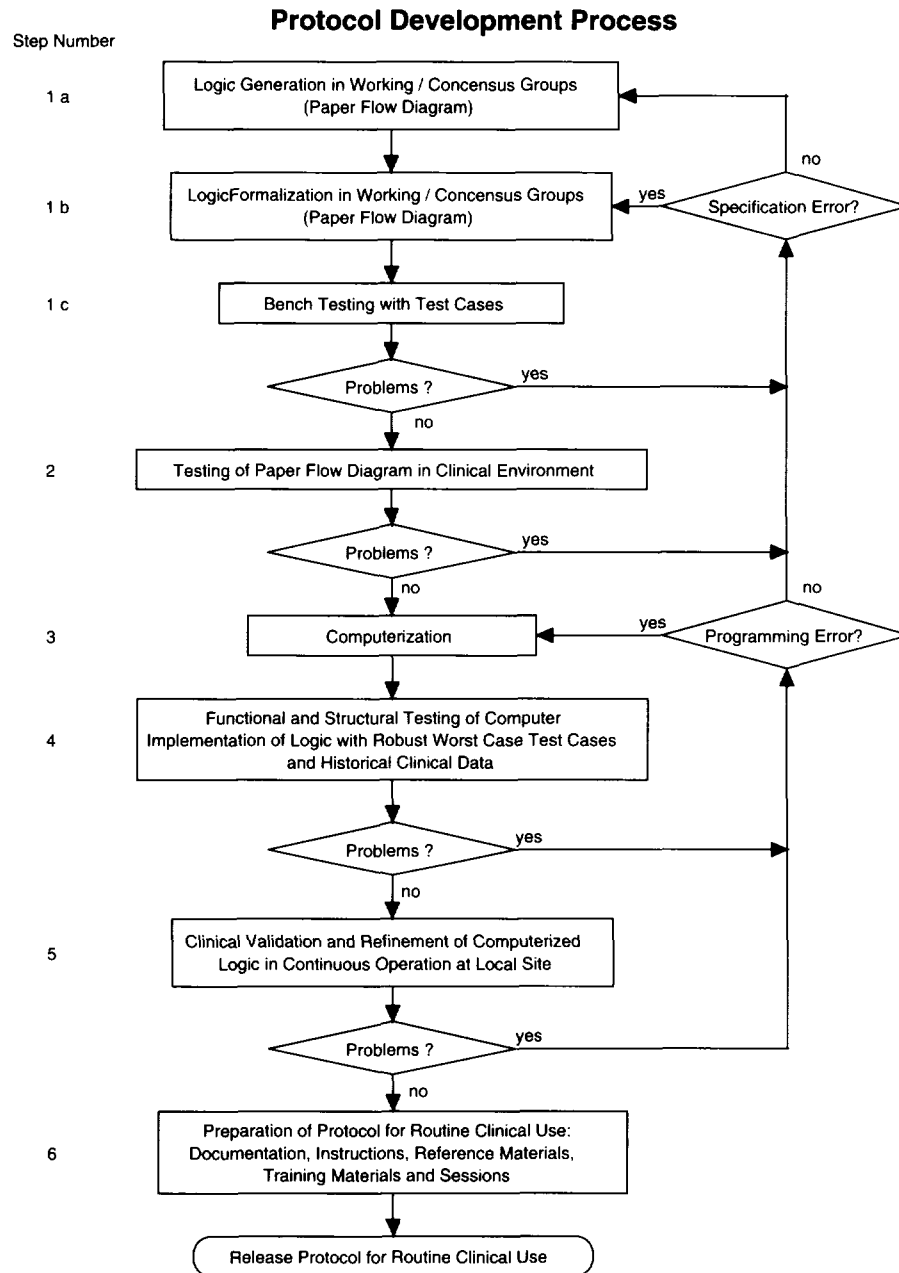 Protocol Development Process
Step Number
1 a
Logic Generation in Working / Concensus Groups
(Paper Flow Diagram)
no
1 b
LogicFormalization in Working / Concensus Groups
(Paper Flow Diagram)
yes
Specification Error?
1 c
Bench Testing with Test Cases
Problems ?
yes
no
2
Testing of Paper Flow Diagram in Clinical Environment
Problems ?
yes
no
no
3
Computerization
yes
Programming Error?
4
Functional and Structural Testing of Computer
Implementation of Logic with Robust Worst Case Test Cases
and Historical Clinical Data
Problems ?
yes
no
5
Clinical Validation and Refinement of Computerized
Logic in Continuous Operation at Local Site
Problems ?
yes
no
6
Preparation of Protocol for Routine Clinical Use:
Documentation, Instructions, Reference Materials,
Training Materials and Sessions
Release Protocol for Routine Clinical Use